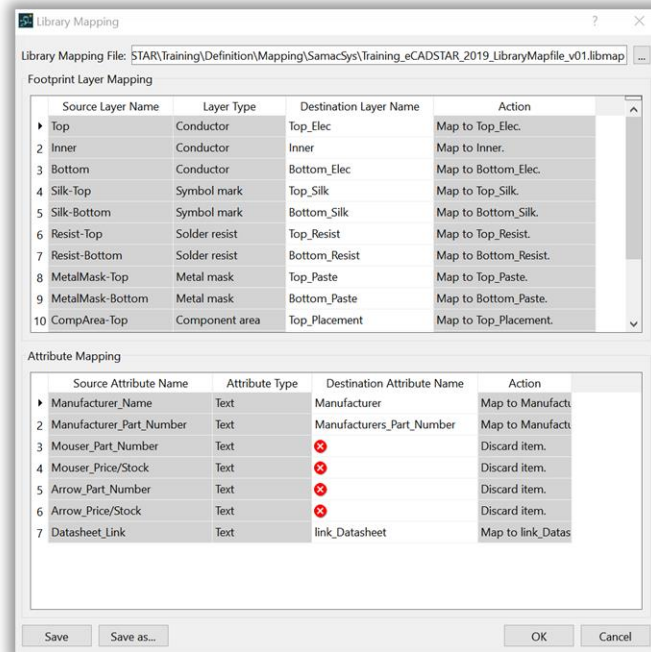 Library Mapping ? ×
Library Mapping File: STAR\Training\Definition\Mapping\SamacSys\Training_eCADSTAR_2019_LibraryMapfile_v01.libmap ...
Footprint Layer Mapping
Source Layer Name Layer Type Destination Layer Name Action
Top Conductor Top_Elec Map to Top_Elec.
2 Inner Conductor Inner Map to Inner.
3 Bottom Conductor Bottom_Elec Map to Bottom_Elec.
4 Silk-Top Symbol mark Top_Silk Map to Top_Silk.
5 Silk-Bottom Symbol mark Bottom_Silk Map to Bottom_Silk.
6 Resist-Top Solder resist Top_Resist Map to Top_Resist.
7 Resist-Bottom Solder resist Bottom_Resist Map to Bottom_Resist.
8 MetalMask-Top Metal mask Top_Paste Map to Top_Paste.
9 MetalMask-Bottom Metal mask Bottom_Paste Map to Bottom_Paste.
10 CompArea-Top Component area Top_Placement Map to Top_Placement.
Attribute Mapping
Source Attribute Name Attribute Type Destination Attribute Name Action
Manufacturer_Name Text Manufacturer Map to Manufactu
2 Manufacturer_Part_Number Text Manufacturers_Part_Number Map to Manufactu
3 Mouser_Part_Number Text Discard item.
4 Mouser_Price/Stock Text Discard item.
5 Arrow_Part_Number Text Discard item.
6 Arrow_Price/Stock Text Discard item.
7 Datasheet_Link Text link_Datasheet Map to link_Datas
Save Save as... OK Cancel